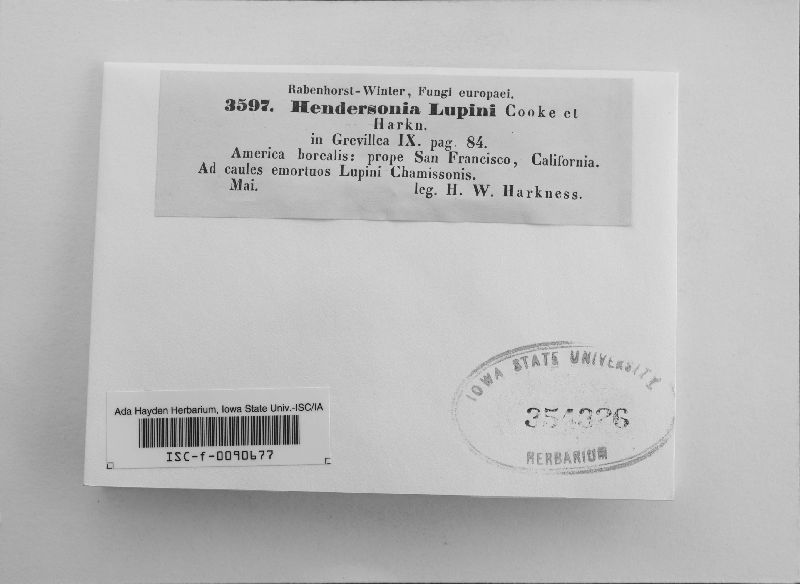 Rabenhorst-Winter, Fungi europaei.
3597. Hendersonia Lupini Cooke et
Harkn.
in Grevillea IX. pag. 84.
America borealis: prope San Francisco, California.
Ad caules emortuos Lupini Chamissonis.
Mai. leg. H. W. Harkness.
IOWA STATE UNIVERSITY
354326
HERBARIUM
Ada Hayden Herbarium, Iowa State Univ.-ISC/IA
ISC-f-0090677